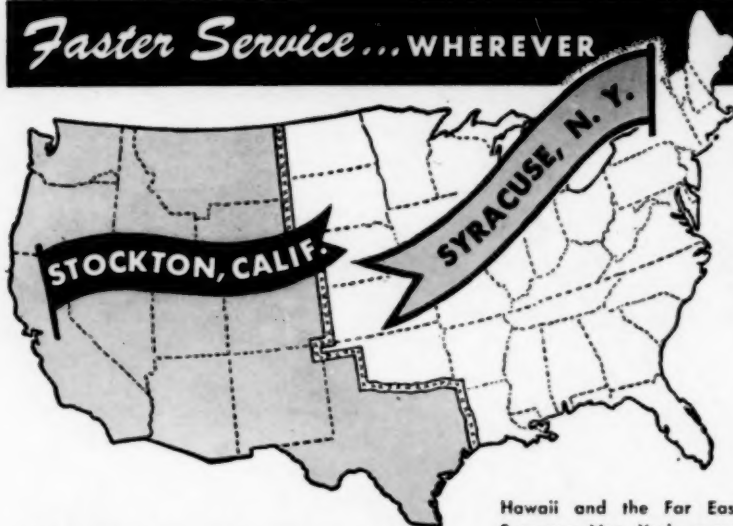 Faster Service... WHEREVER
SYRACUSE, N. Y.
STOCKTON, CALIF.
Hawaii and the Far Eas